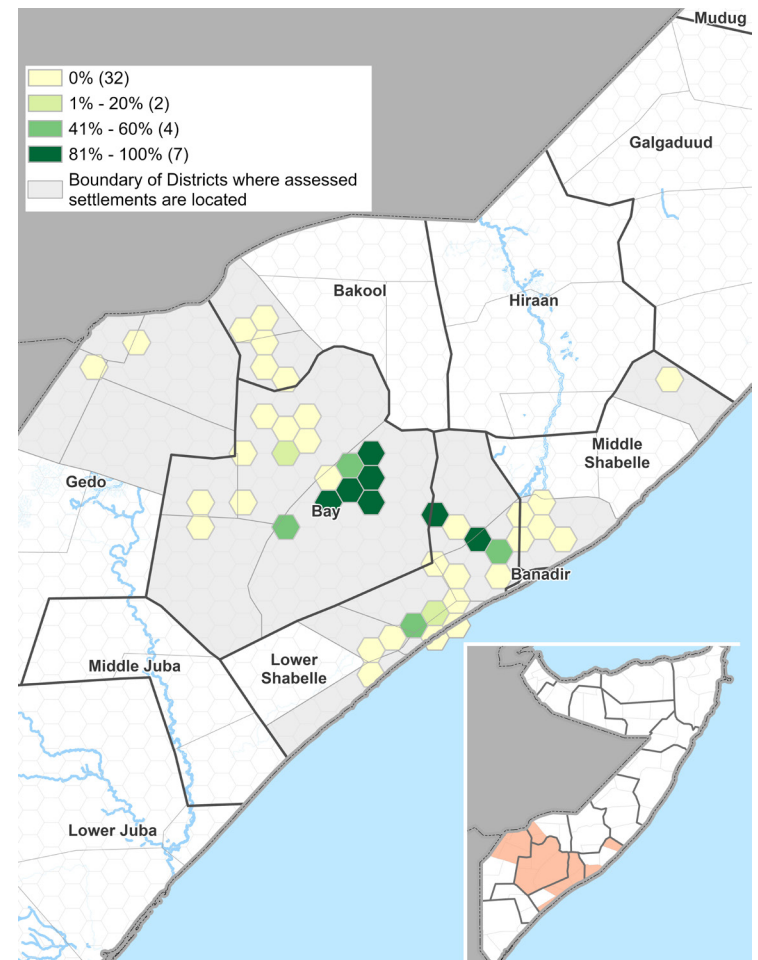 Mudug
0% (32)
1% - 20% (2)
41% - 60% (4)
81% - 100% (7)
Boundary of Districts where assessed
settlements are located
Galgaduud
Bakool
Hiraan
Middle
Shabelle
Gedo
Bay
Banadir
Middle Juba
Lower
Shabelle
Lower Juba